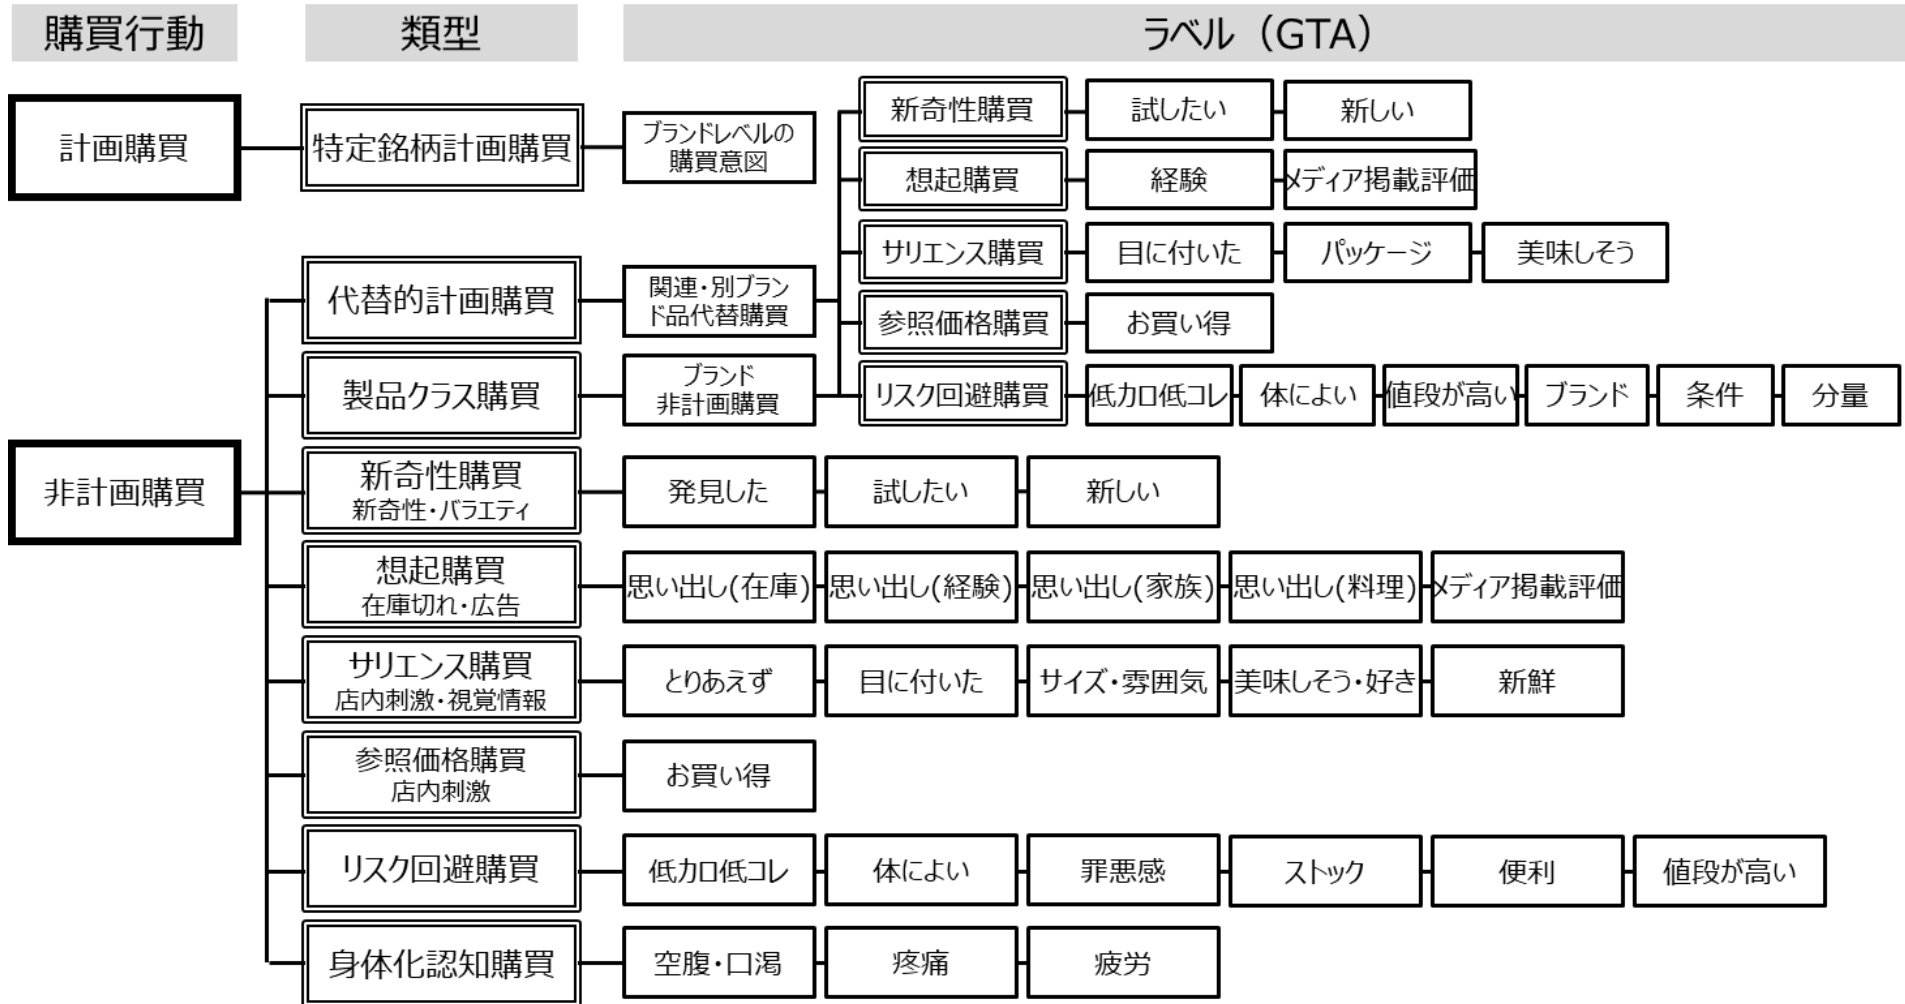 購買行動
類型
ラベル（GTA）
計画購買
特定銘柄計画購買
ブランドレベルの
購買意図
新奇性購買
試したい
新しい
想起購買
経験
メディア掲載評価
サリエンス購買
目に付いた
パッケージ
美味しそう
代替的計画購買
関連・別ブラン
ド品代替購買
参照価格購買
お買い得
製品クラス購買
ブランド
非計画購買
リスク回避購買
低カロ低コレ
体によい
値段が高い
ブランド
条件
分量
非計画購買
新奇性購買
新奇性・バラエティ
発見した
試したい
新しい
想起購買
在庫切れ・広告
思い出し(在庫)
思い出し(経験)
思い出し(家族)
思い出し(料理)
メディア掲載評価
サリエンス購買
店内刺激・視覚情報
とりあえず
目に付いた
サイズ・雰囲気
美味しそう・好き
新鮮
参照価格購買
店内刺激
お買い得
リスク回避購買
低カロ低コレ
体によい
罪悪感
ストック
便利
値段が高い
身体化認知購買
空腹・口渇
疼痛
疲労